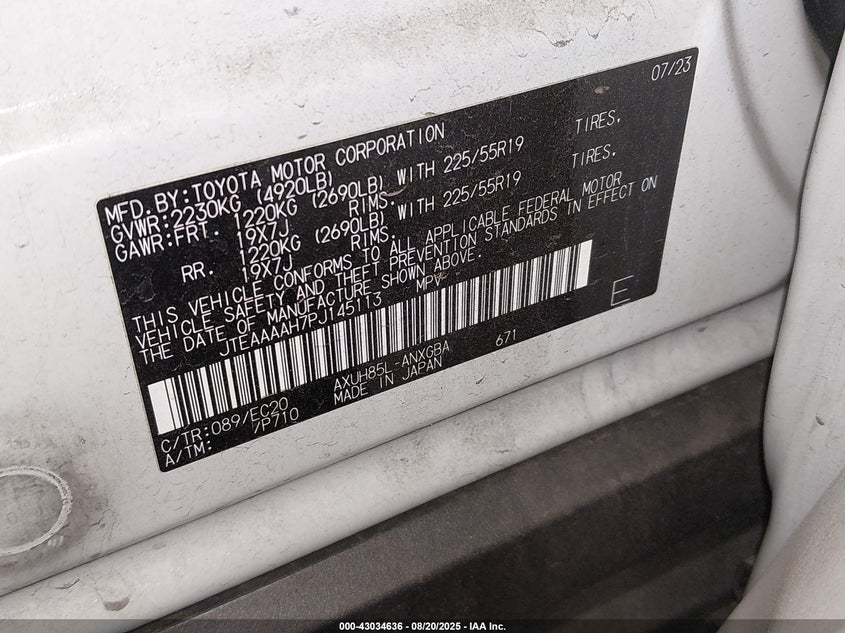 07/23
MFD.BY:TOYOTA MOTOR CORPORATION
GVWR:2230KG (4920LB)
GAWR:FRT. 1220KG (2690LB) WITH 225/55R19 TIRES,
19X7J RIMS.
RR. 1220KG (2690LB) WITH 225/55R19 TIRES,
19X7J RIMS.
THIS VEHICLE CONFORMS TO ALL APPLICABLE FEDERAL MOTOR
VEHICLE SAFETY AND THEFT PREVENTION STANDARDS IN EFFECT ON
THE DATE OF MANUFACTURE SHOWN ABOVE.
JTEAAAAH7PJ145113 MPV
E
C/TR:089/EC20 AXUH85L-ANXGBA 671
A/TM: 7P710 MADE IN JAPAN
000-43034636 - 08/20/2025 - IAA Inc.